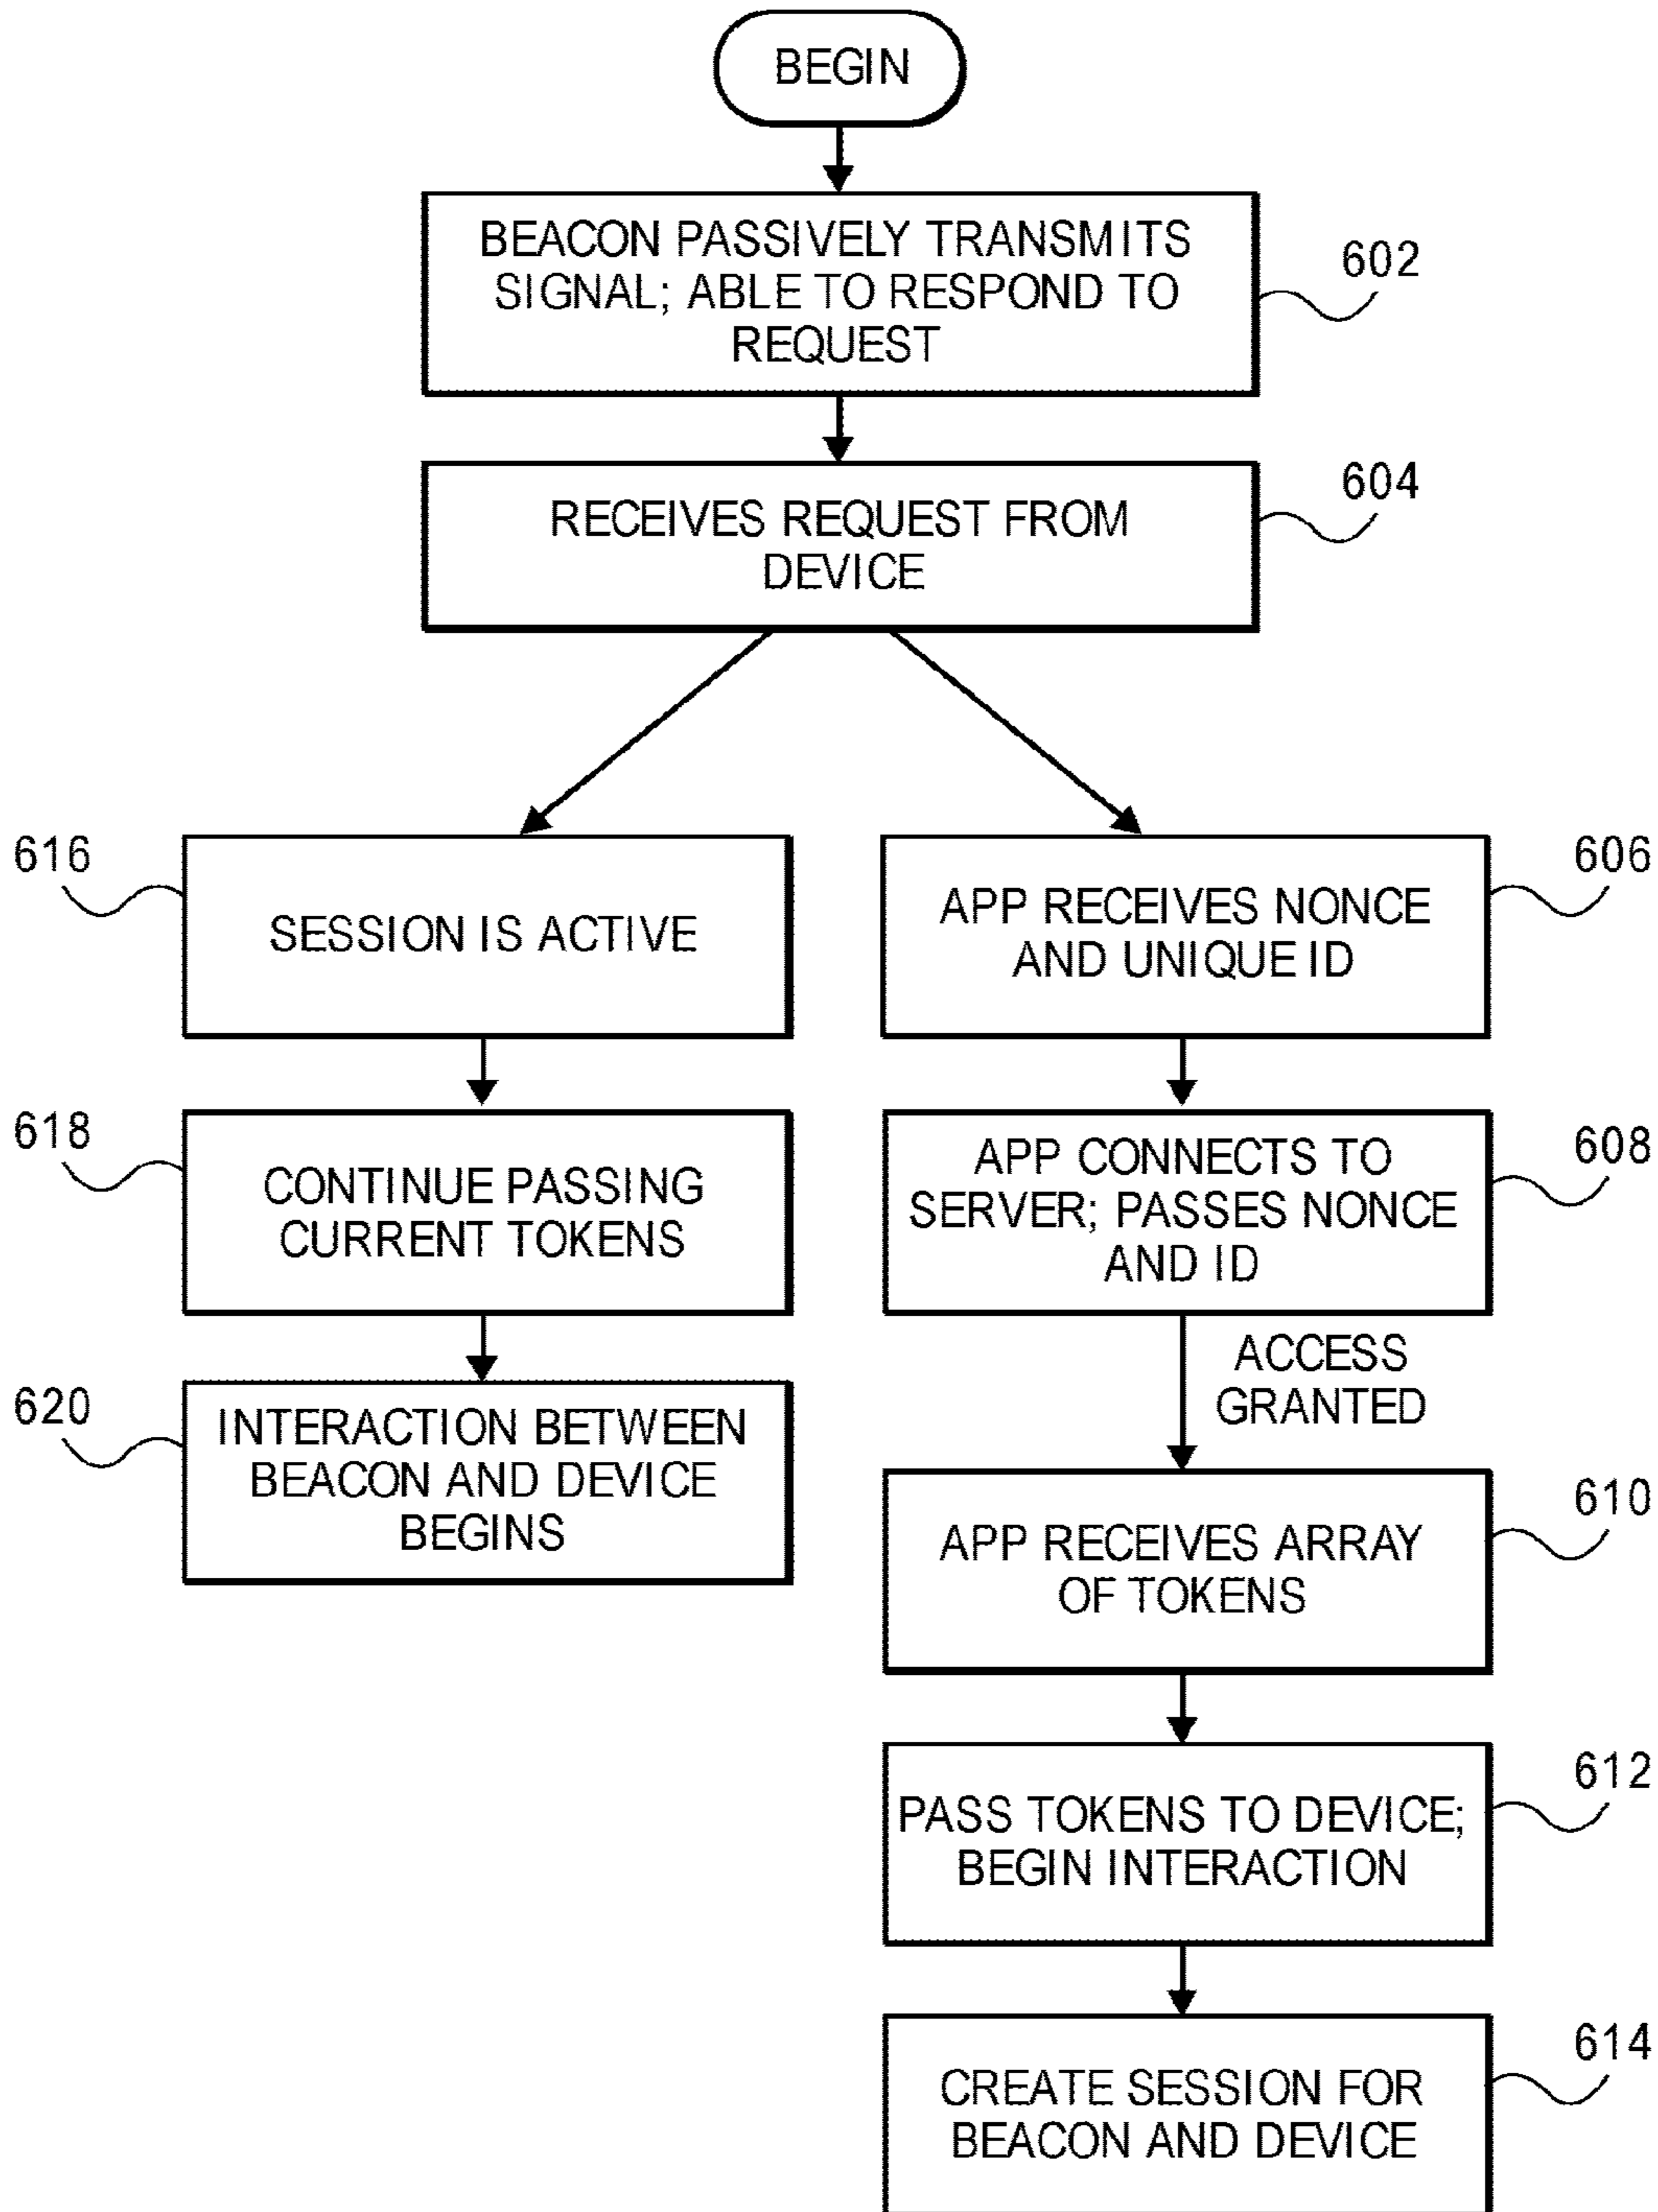 BEGIN
BEACON PASSIVELY TRANSMITS
SIGNAL; ABLE TO RESPOND TO
REQUEST
602
RECEIVES REQUEST FROM
DEVICE
604
616
SESSION IS ACTIVE
618
CONTINUE PASSING
CURRENT TOKENS
620
INTERACTION BETWEEN
BEACON AND DEVICE
BEGINS
APP RECEIVES NONCE
AND UNIQUE ID
606
APP CONNECTS TO
SERVER; PASSES NONCE
AND ID
608
ACCESS
GRANTED
APP RECEIVES ARRAY
OF TOKENS
610
PASS TOKENS TO DEVICE;
BEGIN INTERACTION
612
CREATE SESSION FOR
BEACON AND DEVICE
614